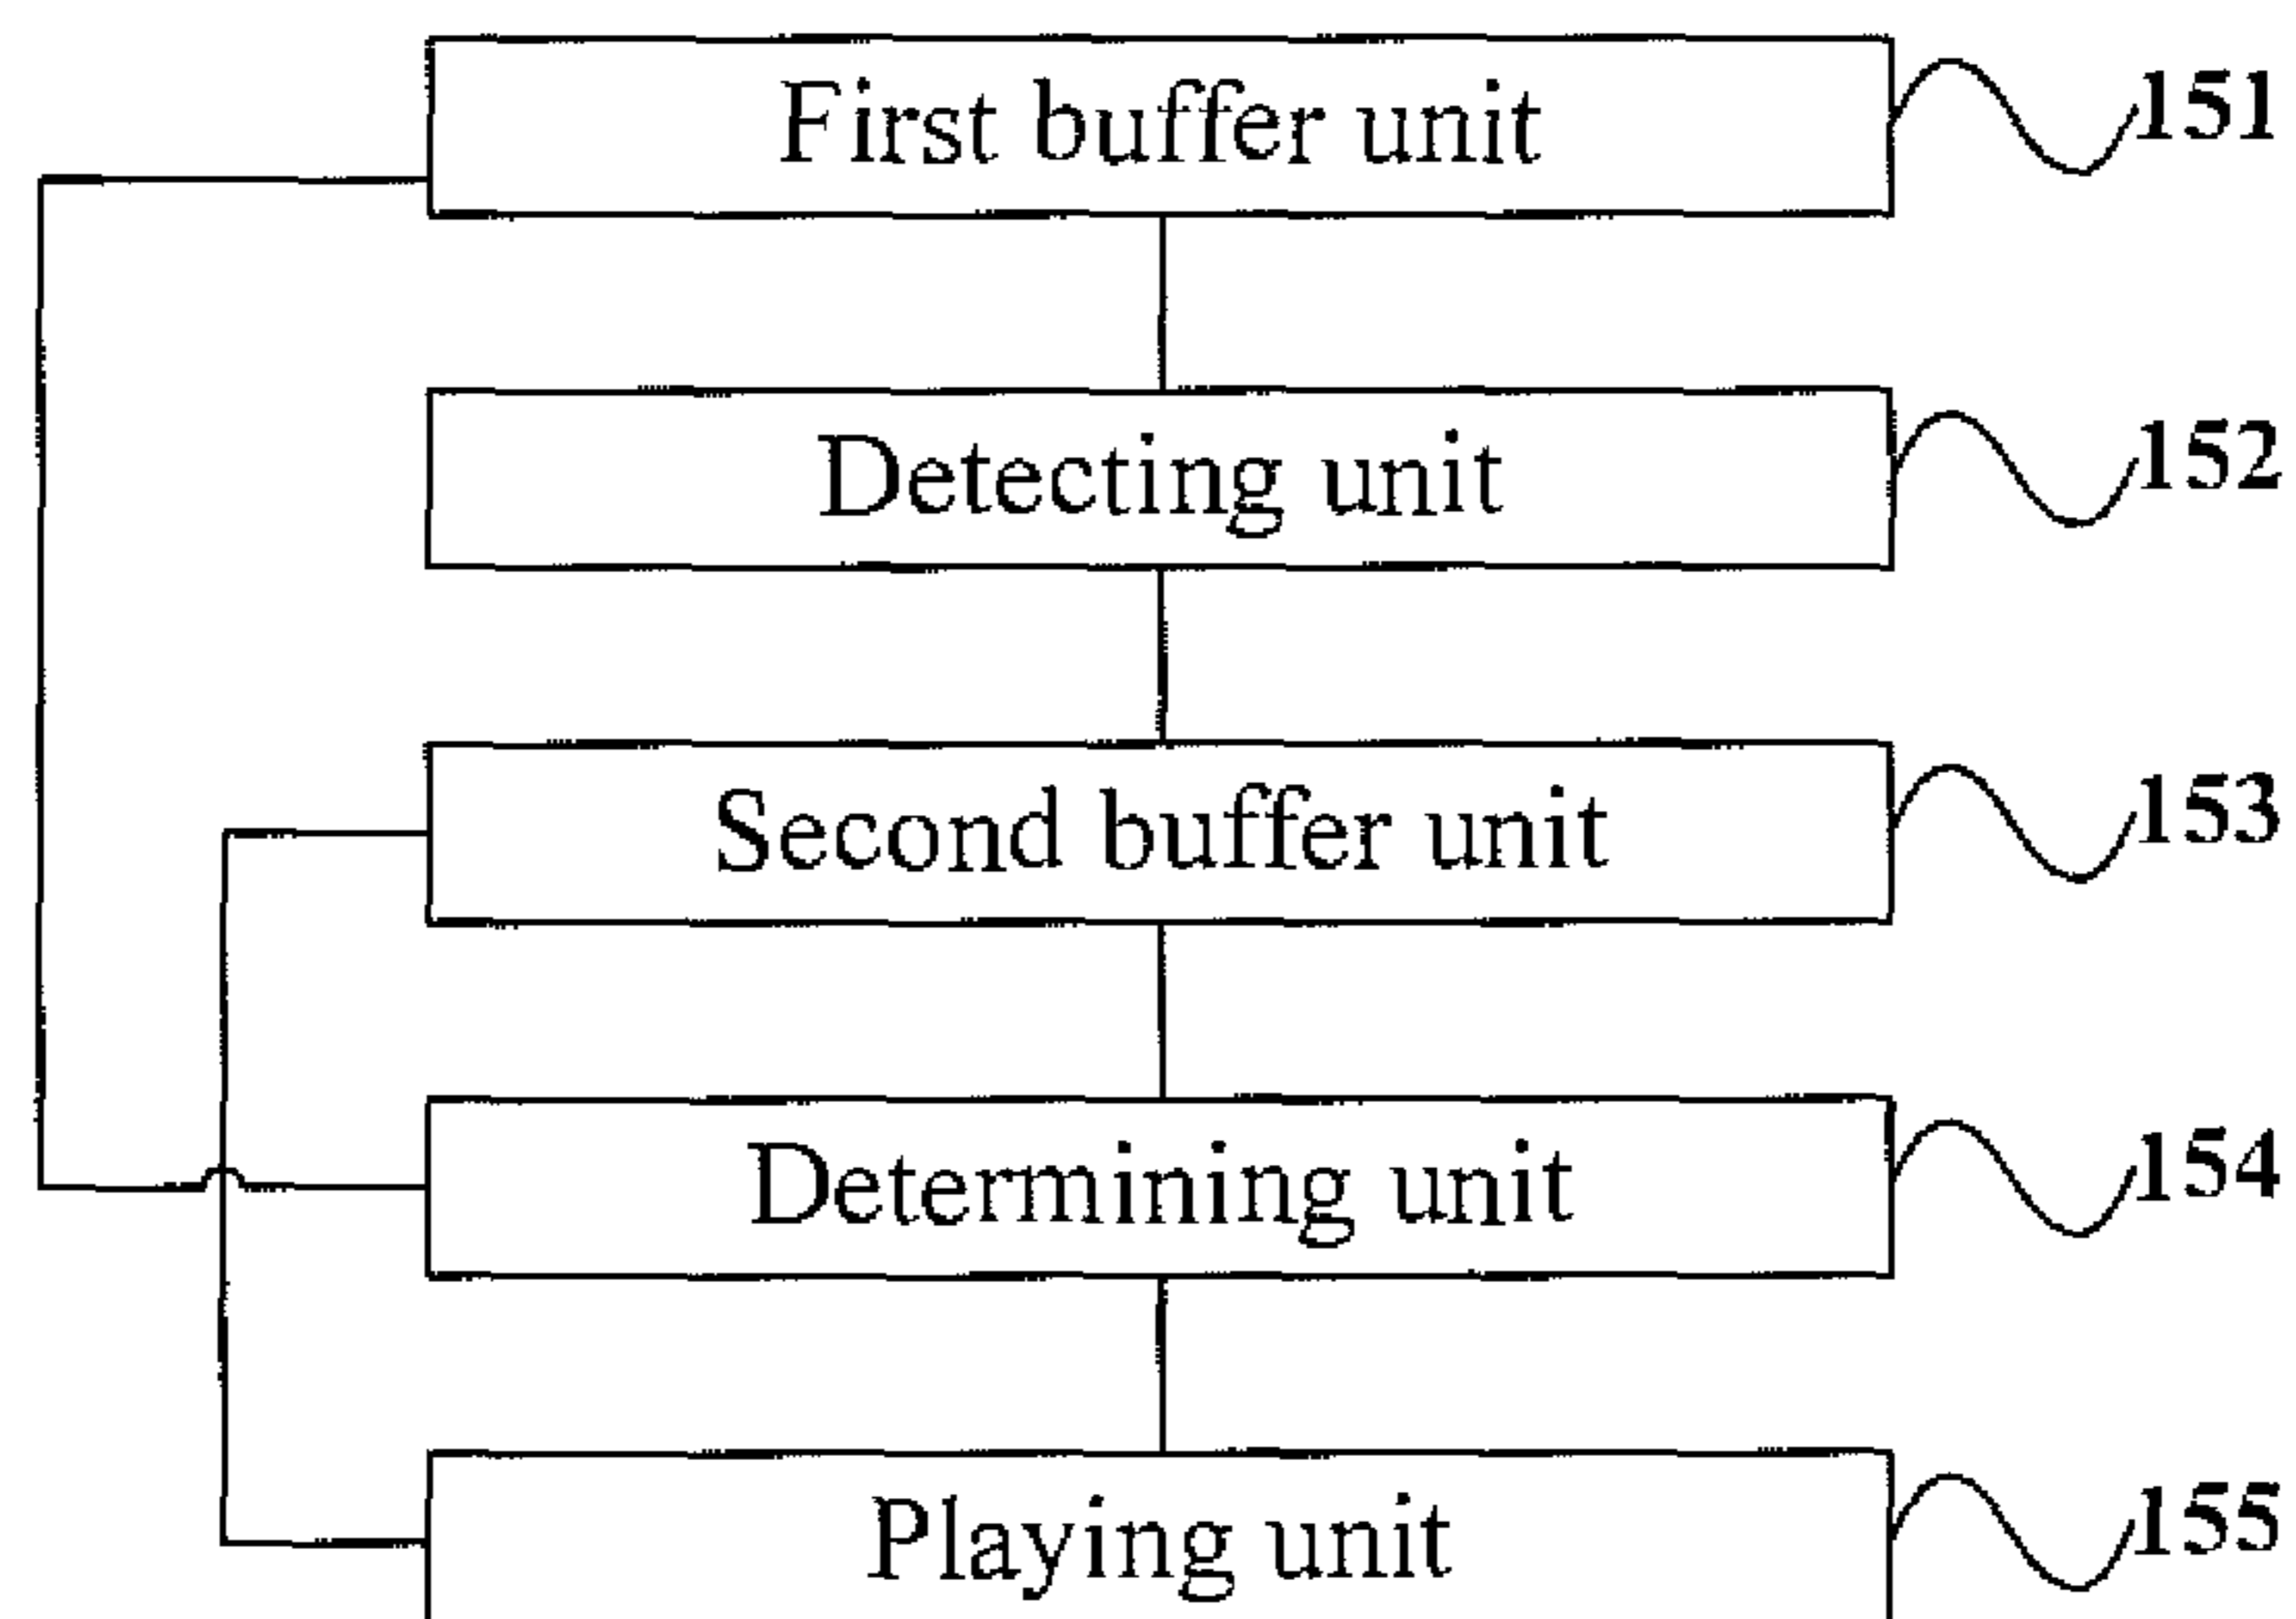 First buffer unit 151
Detecting unit 152
Second buffer unit 153
Determining unit 154
Playing unit 155